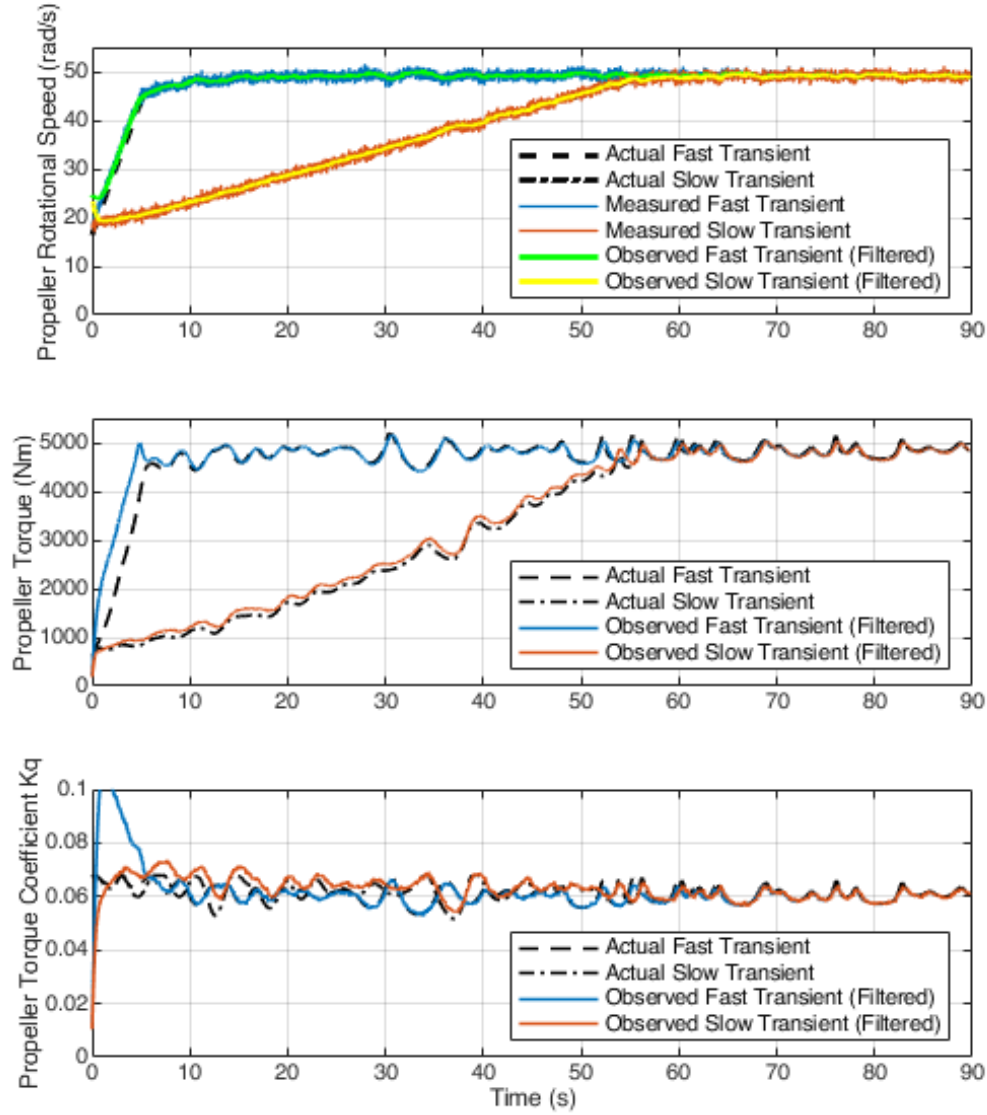 Propeller Rotational Speed (rad/s)
60
50
40
30
20
10
0
Actual Fast Transient
Actual Slow Transient
Measured Fast Transient
Measured Slow Transient
Observed Fast Transient (Filtered)
Observed Slow Transient (Filtered)
0 10 20 30 40 50 60 70 80 90
Propeller Torque (Nm)
5000
4000
3000
2000
1000
0
Actual Fast Transient
Actual Slow Transient
Observed Fast Transient (Filtered)
Observed Slow Transient (Filtered)
0 10 20 30 40 50 60 70 80 90
Propeller Torque Coefficient Kq
0.1
0.08
0.06
0.04
0.02
0
Actual Fast Transient
Actual Slow Transient
Observed Fast Transient (Filtered)
Observed Slow Transient (Filtered)
0 10 20 30 40 50 60 70 80 90
Time (s)